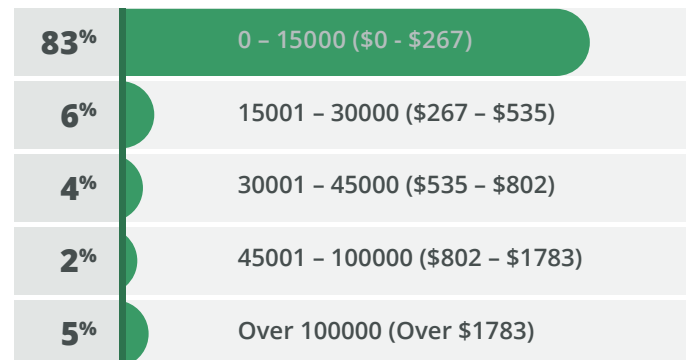 83% 0 – 15000 ($0 - $267)
6% 15001 – 30000 ($267 – $535)
4% 30001 – 45000 ($535 – $802)
2% 45001 – 100000 ($802 – $1783)
5% Over 100000 (Over $1783)